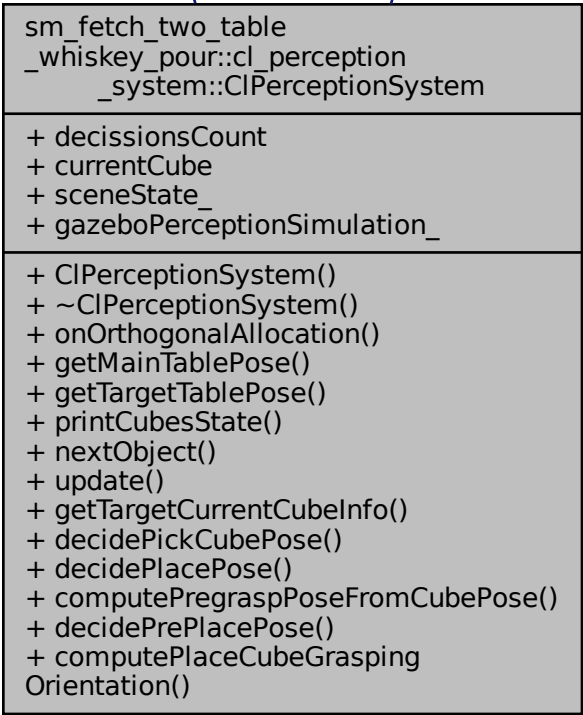 sm_fetch_two_table
_whiskey_pour::cl_perception
_system::ClPerceptionSystem
+ decissionsCount
+ currentCube
+ sceneState_
+ gazeboPerceptionSimulation_
+ ClPerceptionSystem()
+ ~ClPerceptionSystem()
+ onOrthogonalAllocation()
+ getMainTablePose()
+ getTargetTablePose()
+ printCubesState()
+ nextObject()
+ update()
+ getTargetCurrentCubeInfo()
+ decidePickCubePose()
+ decidePlacePose()
+ computePregraspPoseFromCubePose()
+ decidePrePlacePose()
+ computePlaceCubeGrasping
Orientation()